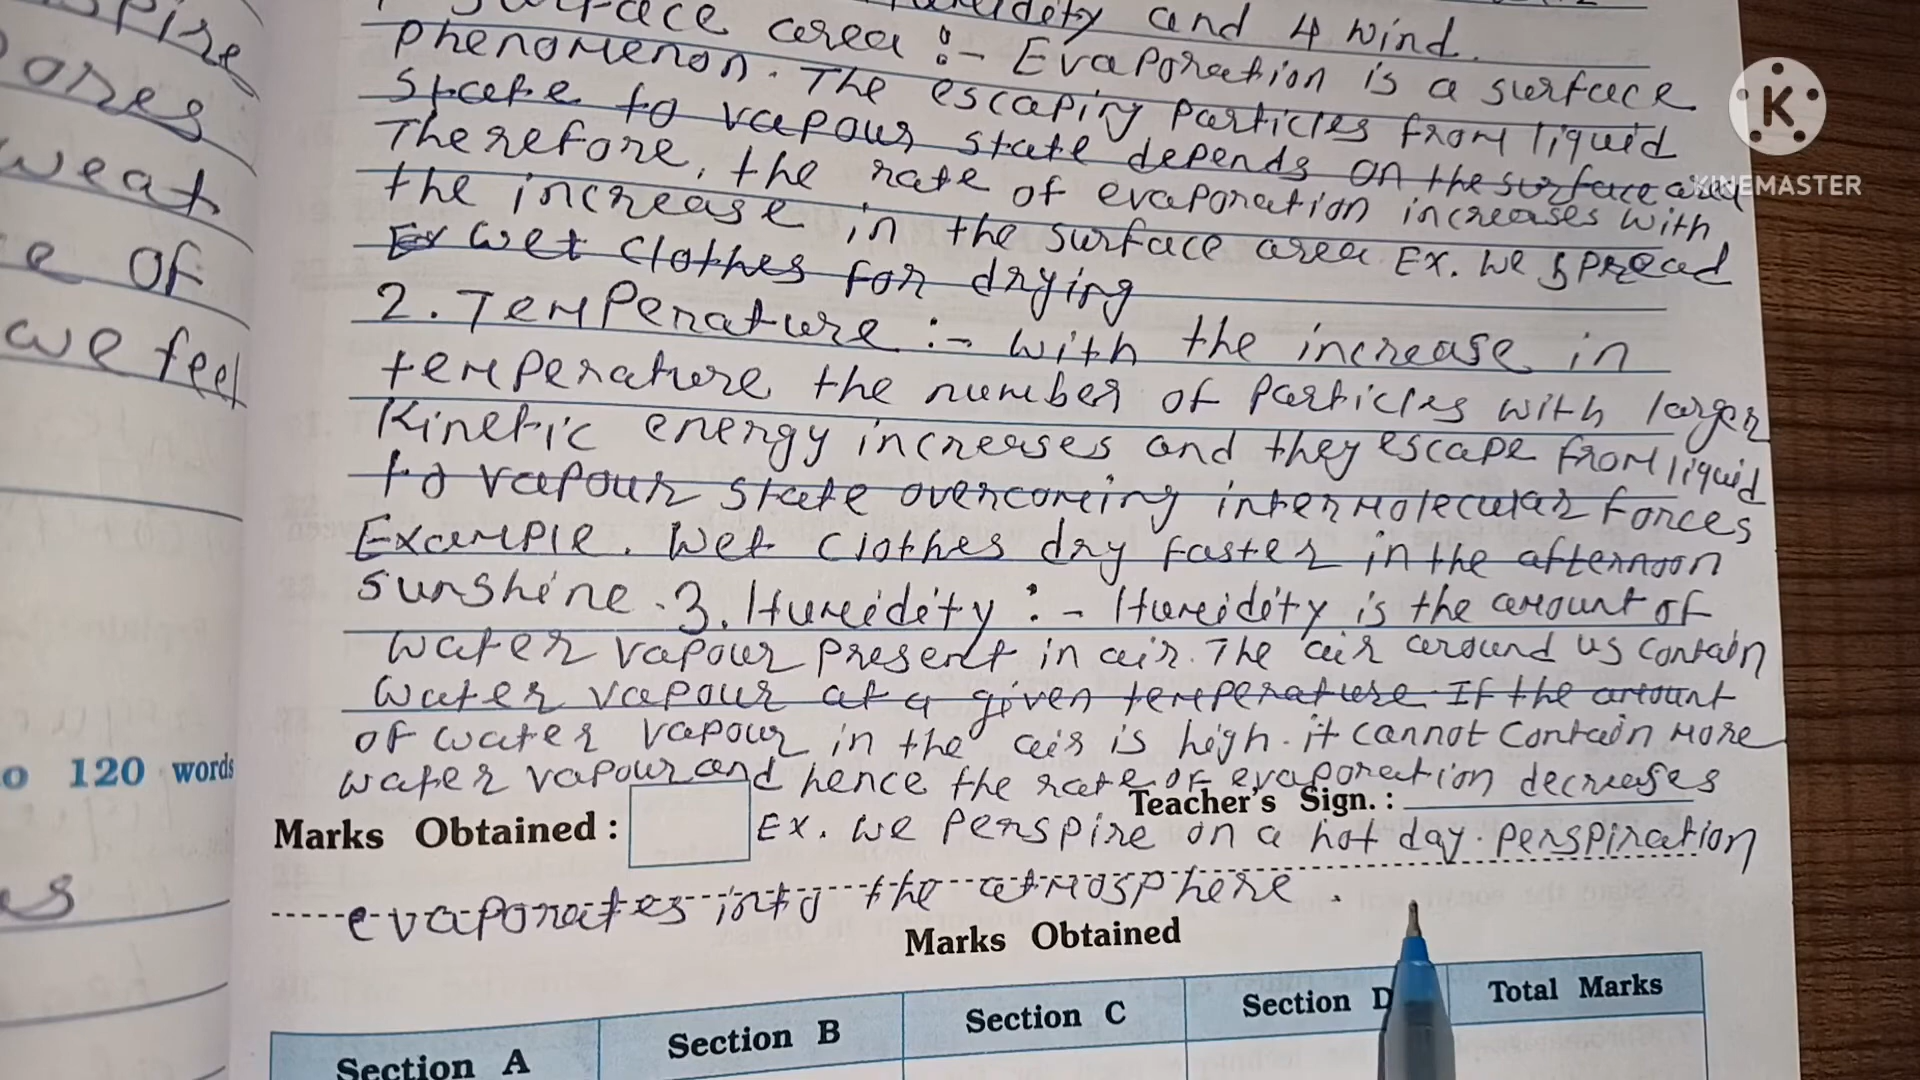 spire
ores
weat
e of
we feel
o 120 words
s
Surface area :- Evaporation is a surface
humidity and 4 wind.
phenomenon. The escaping particles from liquid
state to vapour state depends on the surface area
Therefore, the rate of evaporation increases with
the increase in the surface area. Ex. We spread
Ex wet clothes for drying
2. Temperature :- with the increase in
temperature the number of particles with larger
Kinetic energy increases and they escape from liquid
to vapour state overcoming intermolecular forces
Example. Wet clothes dry faster in the afternoon
sunshine. 3. Humidity :- Humidity is the amount of
water vapour present in air. The air around us contain
water vapour at a given temperature. If the amount
of water vapour in the air is high. it cannot contain more
water vapour and hence the rate of evaporation decreases
Teacher's Sign. :
Marks Obtained : Ex. we perspire on a hot day. perspiration
evaporates into the atmosphere.
Marks Obtained
Section A Section B Section C Section D Total Marks
K
KINEMASTER